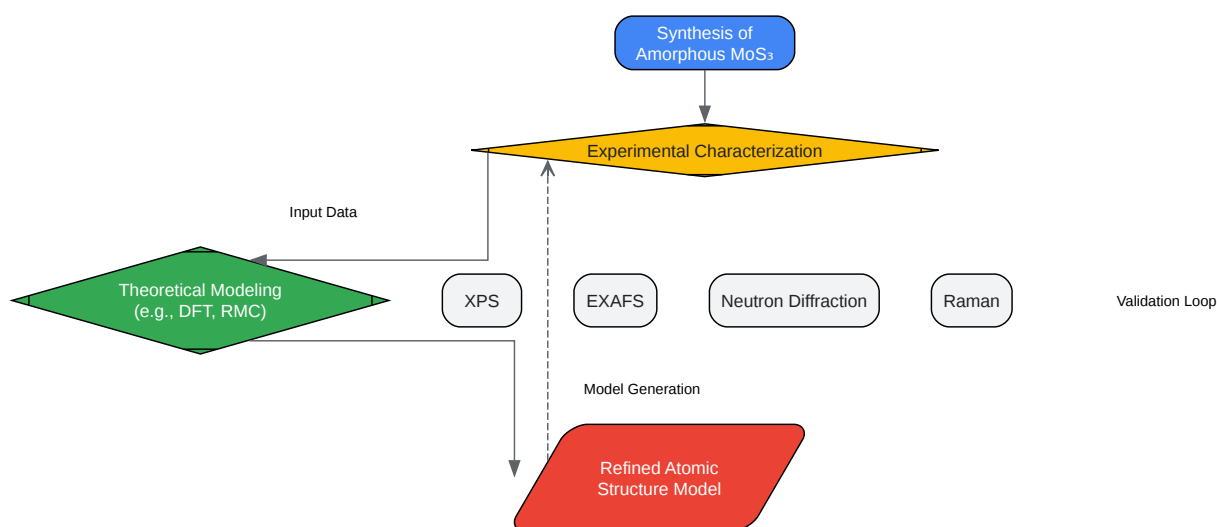 Synthesis of
Amorphous MoS₃
Experimental Characterization
Input Data
Theoretical Modeling
(e.g., DFT, RMC)
XPS
EXAFS
Neutron Diffraction
Raman
Validation Loop
Model Generation
Refined Atomic
Structure Model